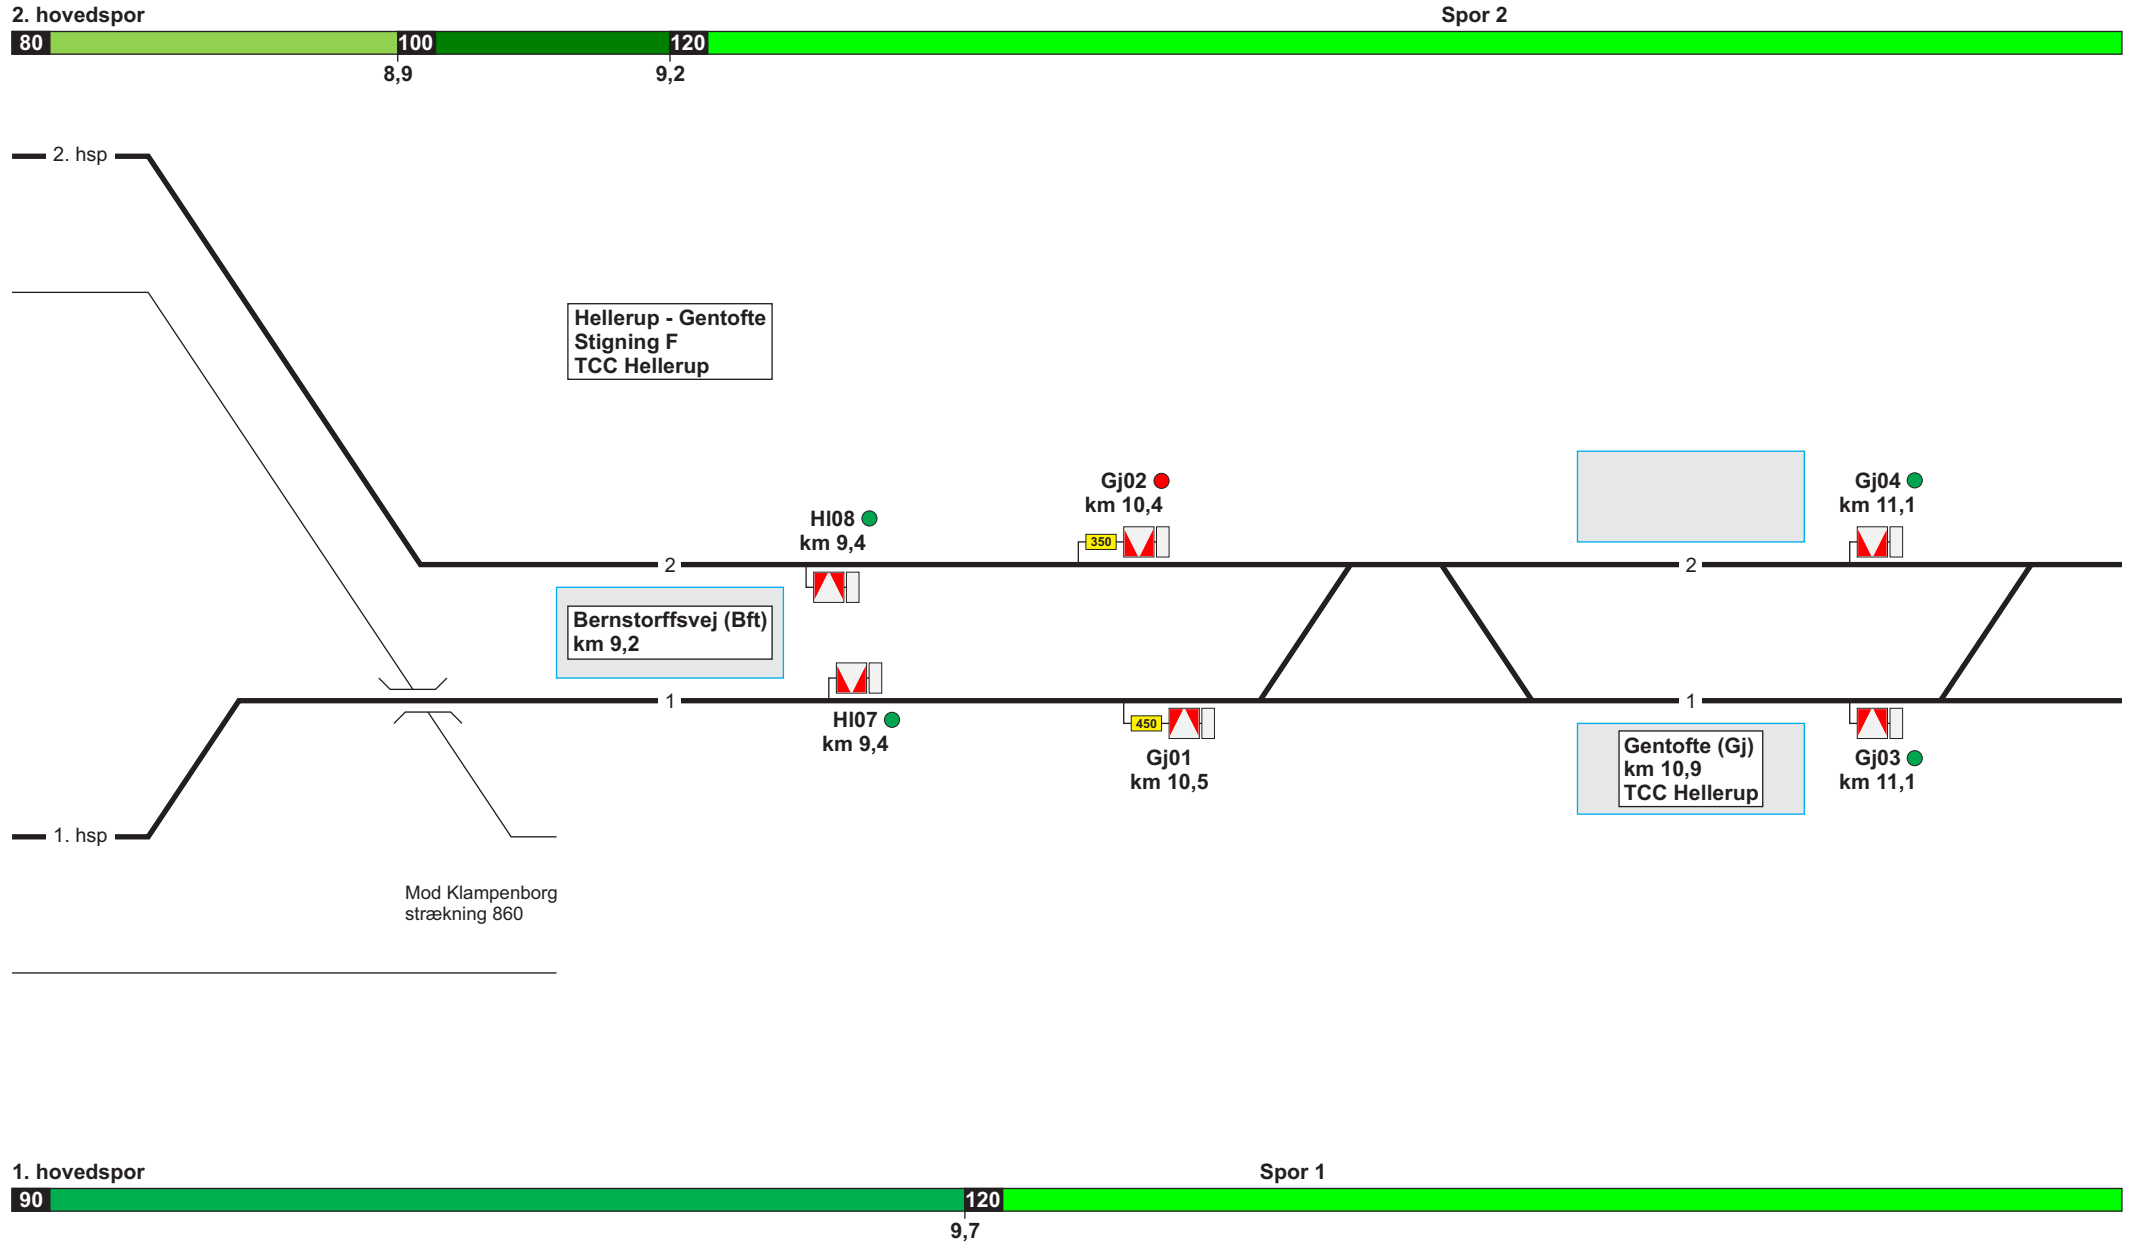 2. hovedspor
Spor 2
80
100
120
8,9
9,2
2. hsp
Hellerup - Gentofte
Stigning F
TCC Hellerup
Gj02
km 10,4
Gj04
km 11,1
Hl08
km 9,4
350
2
2
Bernstorffsvej (Bft)
km 9,2
1
1
Hl07
km 9,4
450
Gj01
km 10,5
Gentofte (Gj)
km 10,9
TCC Hellerup
Gj03
km 11,1
1. hsp
Mod Klampenborg
strækning 860
1. hovedspor
Spor 1
90
120
9,7